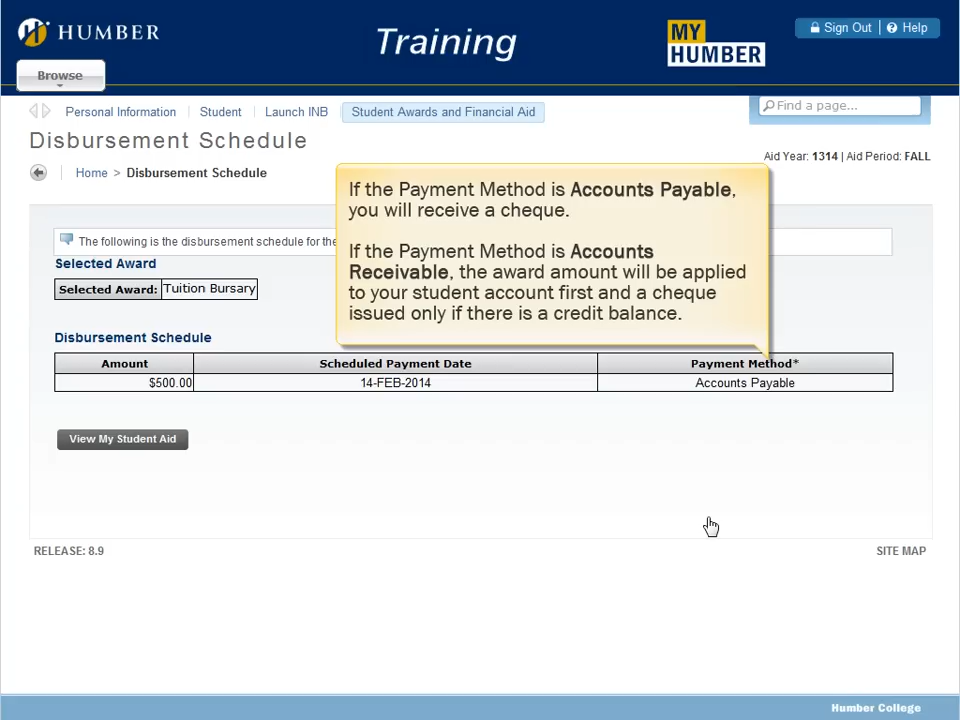 HUMBER
Training
MY
HUMBER
Sign Out
Help
Browse
Personal Information
Student
Launch INB
Student Awards and Financial Aid
Find a page...
Disbursement Schedule
Aid Year: 1314 | Aid Period: FALL
Home > Disbursement Schedule
If the Payment Method is Accounts Payable,
you will receive a cheque.
If the Payment Method is Accounts
Receivable, the award amount will be applied
to your student account first and a cheque
issued only if there is a credit balance.
The following is the disbursement schedule for the
Selected Award
Selected Award: Tuition Bursary
Disbursement Schedule
Amount Scheduled Payment Date Payment Method*
$500.00 14-FEB-2014 Accounts Payable
View My Student Aid
RELEASE: 8.9
SITE MAP
Humber College